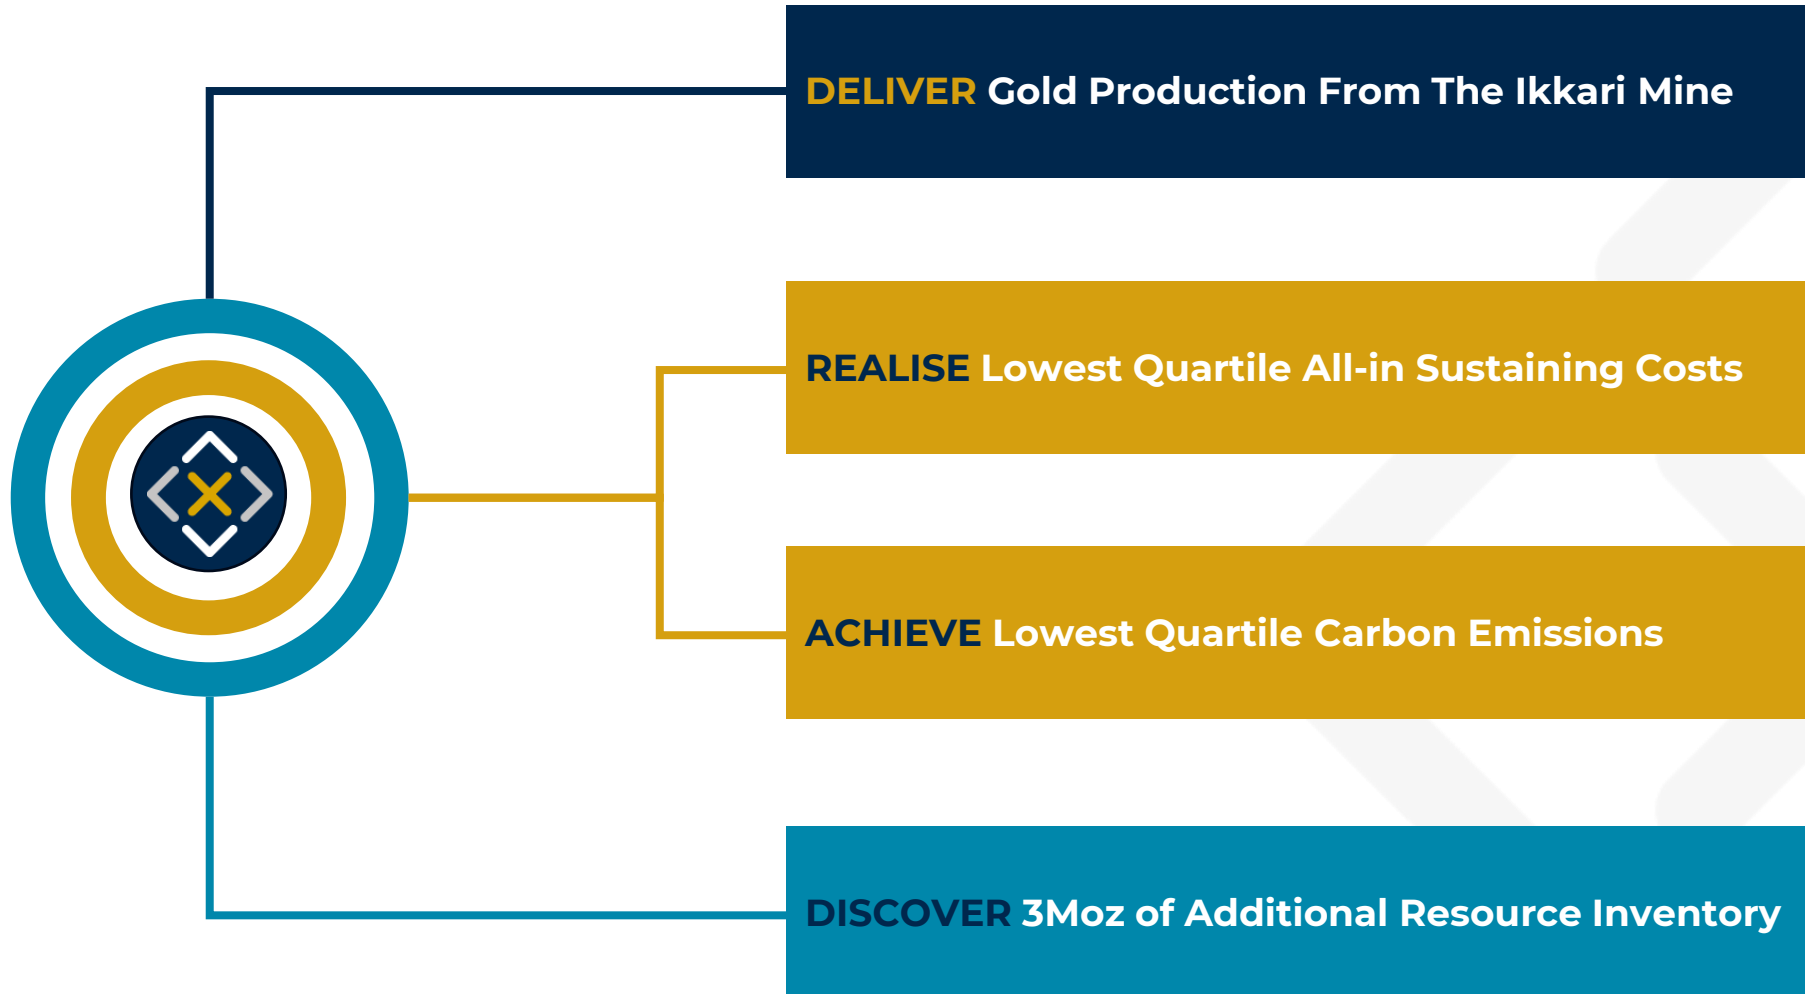 DELIVER Gold Production From The Ikkari Mine
REALISE Lowest Quartile All-in Sustaining Costs
ACHIEVE Lowest Quartile Carbon Emissions
DISCOVER 3Moz of Additional Resource Inventory